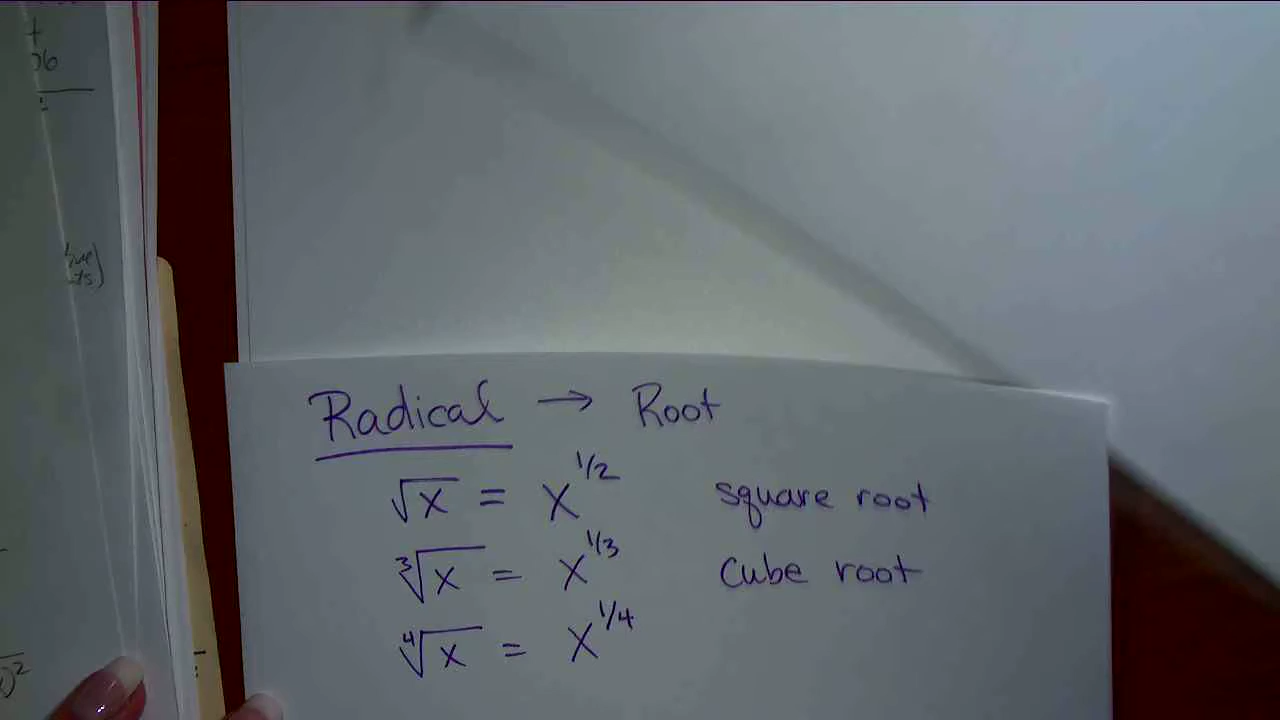 Radical → Root
√x = x^1/2 square root
∛x = x^1/3 cube root
∜x = x^1/4